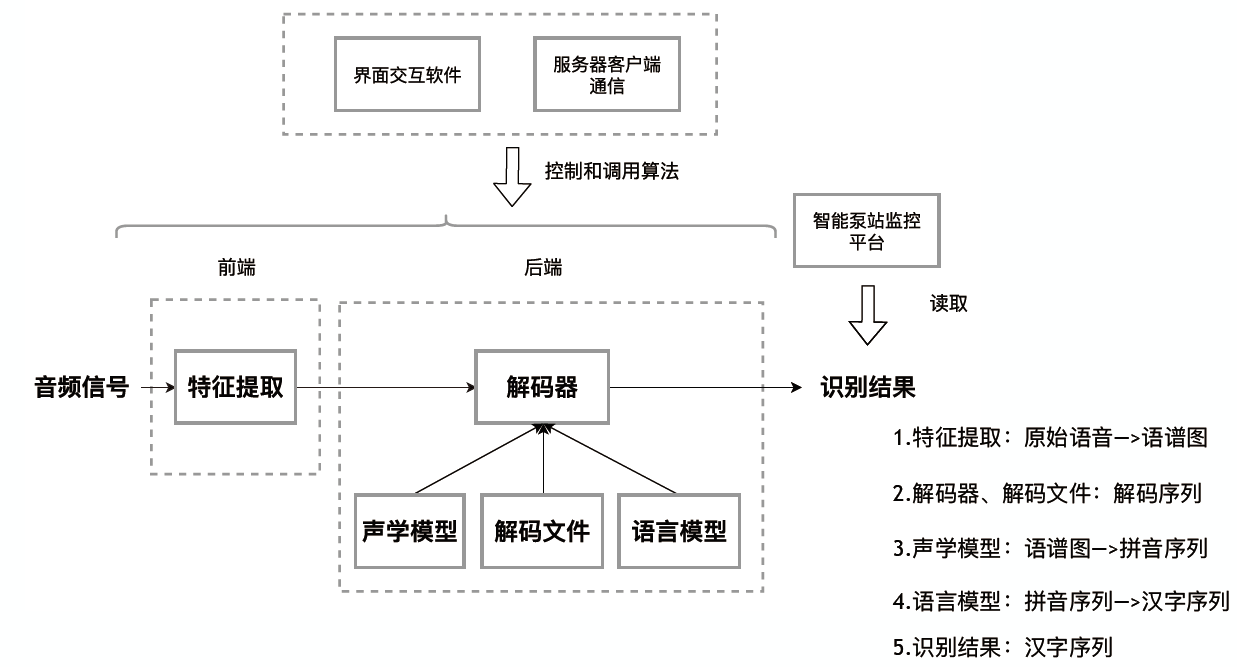 界面交互软件
服务器客户端
通信
控制和调用算法
智能泵站监控
平台
前端
后端
读取
音频信号
特征提取
解码器
识别结果
声学模型
解码文件
语言模型
1.特征提取：原始语音—>语谱图
2.解码器、解码文件：解码序列
3.声学模型：语谱图—>拼音序列
4.语言模型：拼音序列—>汉字序列
5.识别结果：汉字序列